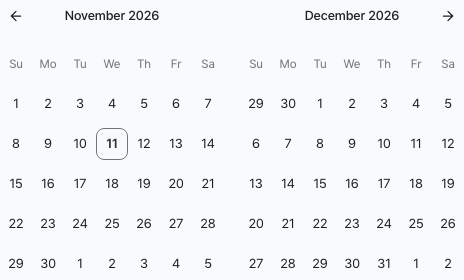 November 2026
Su Mo Tu We Th Fr Sa
1 2 3 4 5 6 7
8 9 10 11 12 13 14
15 16 17 18 19 20 21
22 23 24 25 26 27 28
29 30 1 2 3 4 5
December 2026
Su Mo Tu We Th Fr Sa
29 30 1 2 3 4 5
6 7 8 9 10 11 12
13 14 15 16 17 18 19
20 21 22 23 24 25 26
27 28 29 30 31 1 2